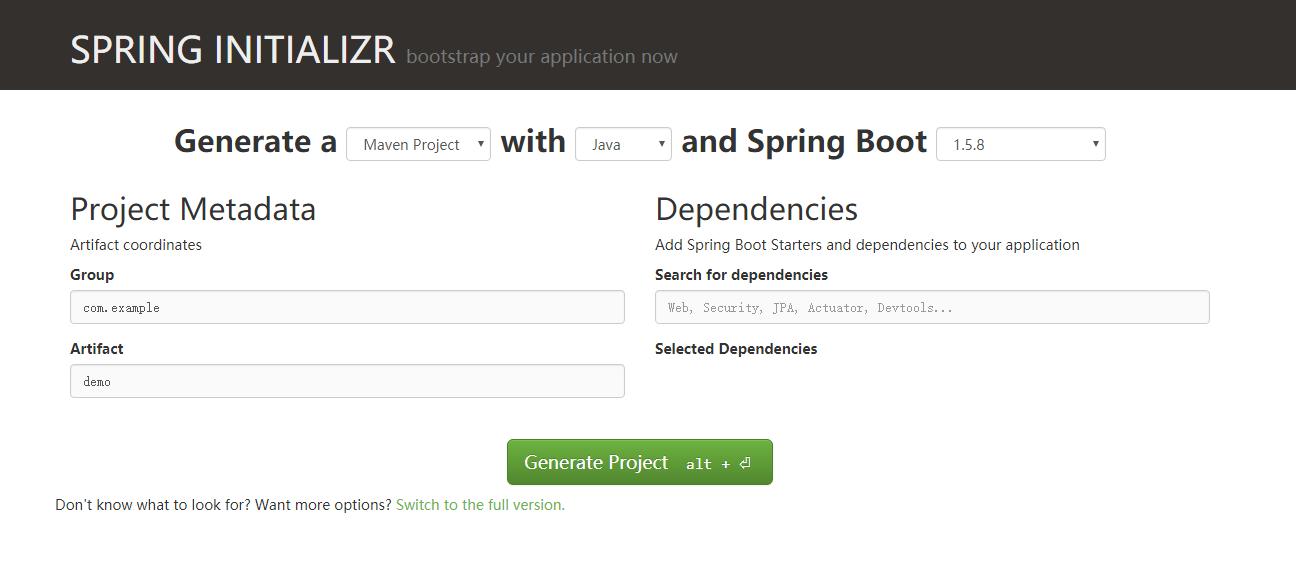 SPRING INITIALIZR bootstrap your application now
Generate a Maven Project with Java and Spring Boot 1.5.8
Project Metadata
Artifact coordinates
Group
com.example
Artifact
demo
Dependencies
Add Spring Boot Starters and dependencies to your application
Search for dependencies
Web, Security, JPA, Actuator, Devtools...
Selected Dependencies
Generate Project alt + ⏎
Don't know what to look for? Want more options? Switch to the full version.